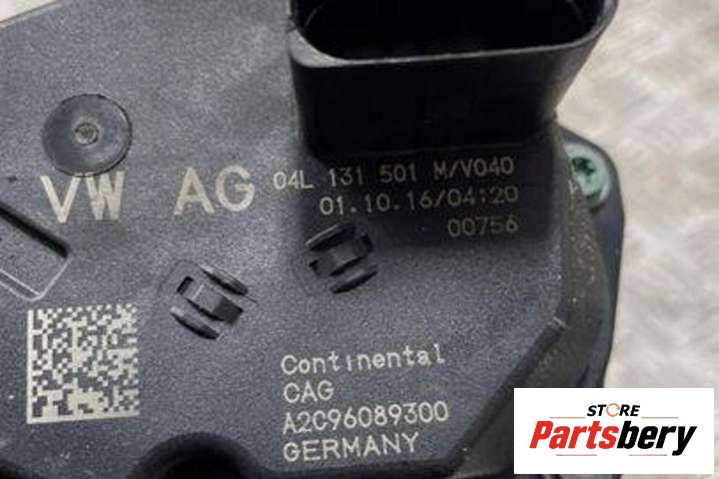 VW AG 04L 131 501 M/V040
01.10.16/04:20
00756
Continental
CAG
A2C96089300
GERMANY
STORE
Partsbery